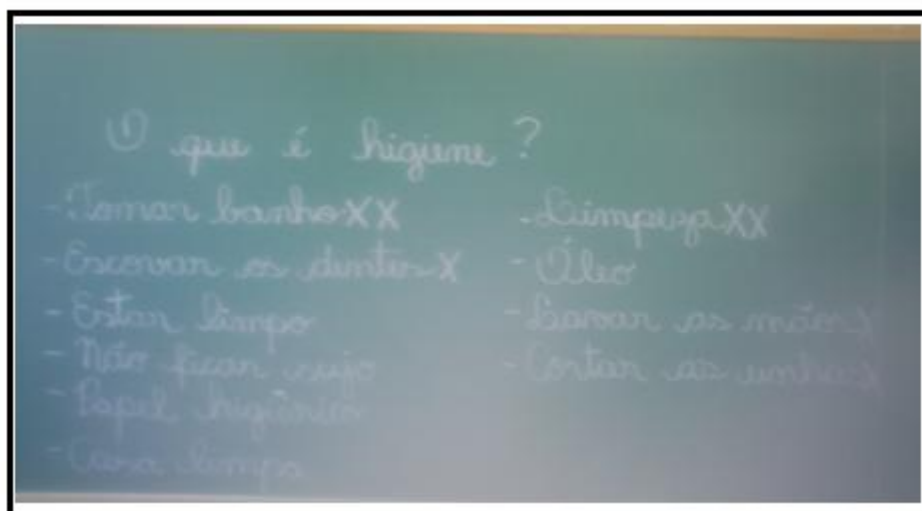 O que é higiene?
- Tomar banho XX
- Escovar os dentes X
- Estar limpo
- Não ficar sujo
- Papel higiênico
- Casa limpa
- Limpeza XX
- Óleo
- Lavar as mãos X
- Cortar as unhas X